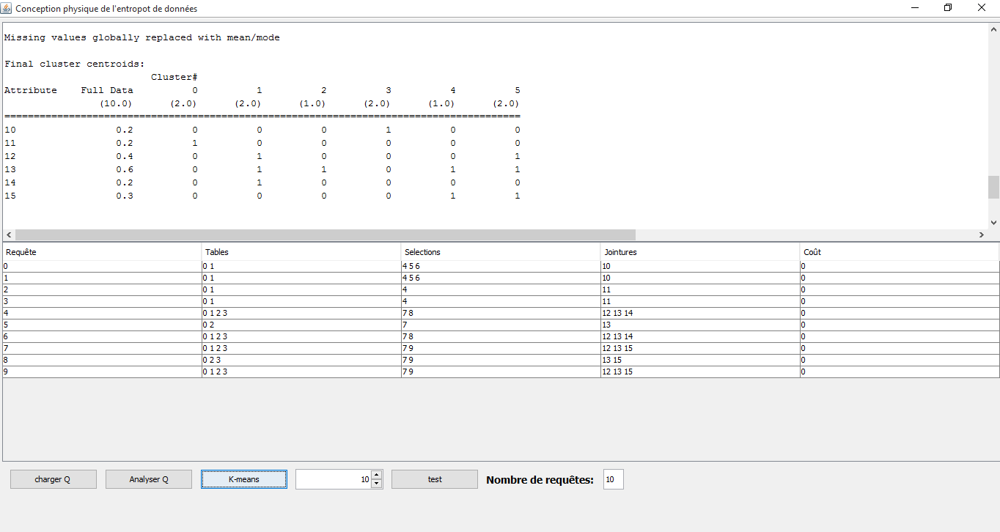 Conception physique de l'entropot de données
Missing values globally replaced with mean/mode
Final cluster centroids:
Cluster#
Attribute Full Data 0 1 2 3 4 5
(10.0) (2.0) (2.0) (1.0) (2.0) (1.0) (2.0)
==========================================================================================
10 0.2 0 0 0 1 0 0
11 0.2 1 0 0 0 0 0
12 0.4 0 1 0 0 0 1
13 0.6 0 1 1 0 1 1
14 0.2 0 1 0 0 0 0
15 0.3 0 0 0 0 1 1
Requête Tables Selections Jointures Coût
0 0 1 4 5 6 10 0
1 0 1 4 5 6 10 0
2 0 1 4 11 0
3 0 1 4 11 0
4 0 1 2 3 7 8 12 13 14 0
5 0 2 7 13 0
6 0 1 2 3 7 8 12 13 14 0
7 0 1 2 3 7 9 12 13 15 0
8 0 2 3 7 9 13 15 0
9 0 1 2 3 7 9 12 13 15 0
charger Q Analyser Q K-means 10 test Nombre de requêtes: 10